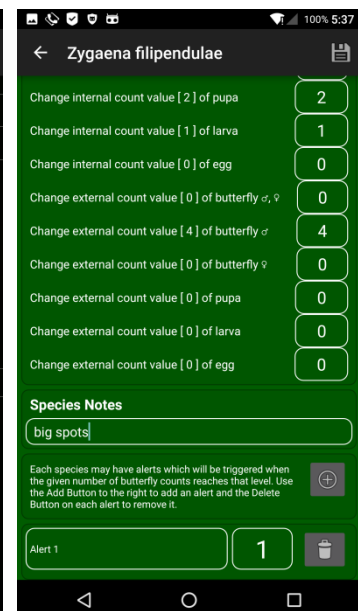 100% 5:37
Zygaena filipendulae
Change internal count value [ 2 ] of pupa 2
Change internal count value [ 1 ] of larva 1
Change internal count value [ 0 ] of egg 0
Change external count value [ 0 ] of butterfly ♂, ♀ 0
Change external count value [ 4 ] of butterfly ♂ 4
Change external count value [ 0 ] of butterfly ♀ 0
Change external count value [ 0 ] of pupa 0
Change external count value [ 0 ] of larva 0
Change external count value [ 0 ] of egg 0
Species Notes
big spots
Each species may have alerts which will be triggered when
the given number of butterfly counts reaches that level. Use
the Add Button to the right to add an alert and the Delete
Button on each alert to remove it.
Alert 1 1